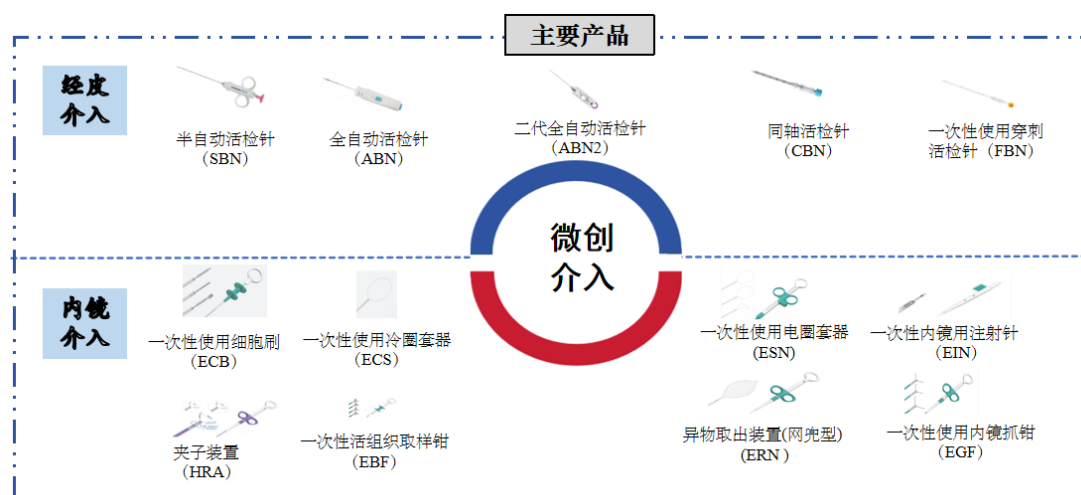 主要产品
经皮
介入
半自动活检针
（SBN）
全自动活检针
（ABN）
二代全自动活检针
（ABN2）
同轴活检针
（CBN）
一次性使用穿刺
活检针（FBN）
微创
介入
内镜
介入
一次性使用细胞刷
（ECB）
一次性使用冷圈套器
（ECS）
一次性使用电圈套器
（ESN）
一次性内镜用注射针
（EIN）
夹子装置
（HRA）
一次性活组织取样钳
（EBF）
异物取出装置(网兜型)
（ERN ）
一次性使用内镜抓钳
（EGF）